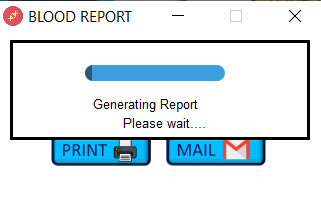 BLOOD REPORT
Generating Report
Please wait....
PRINT
MAIL